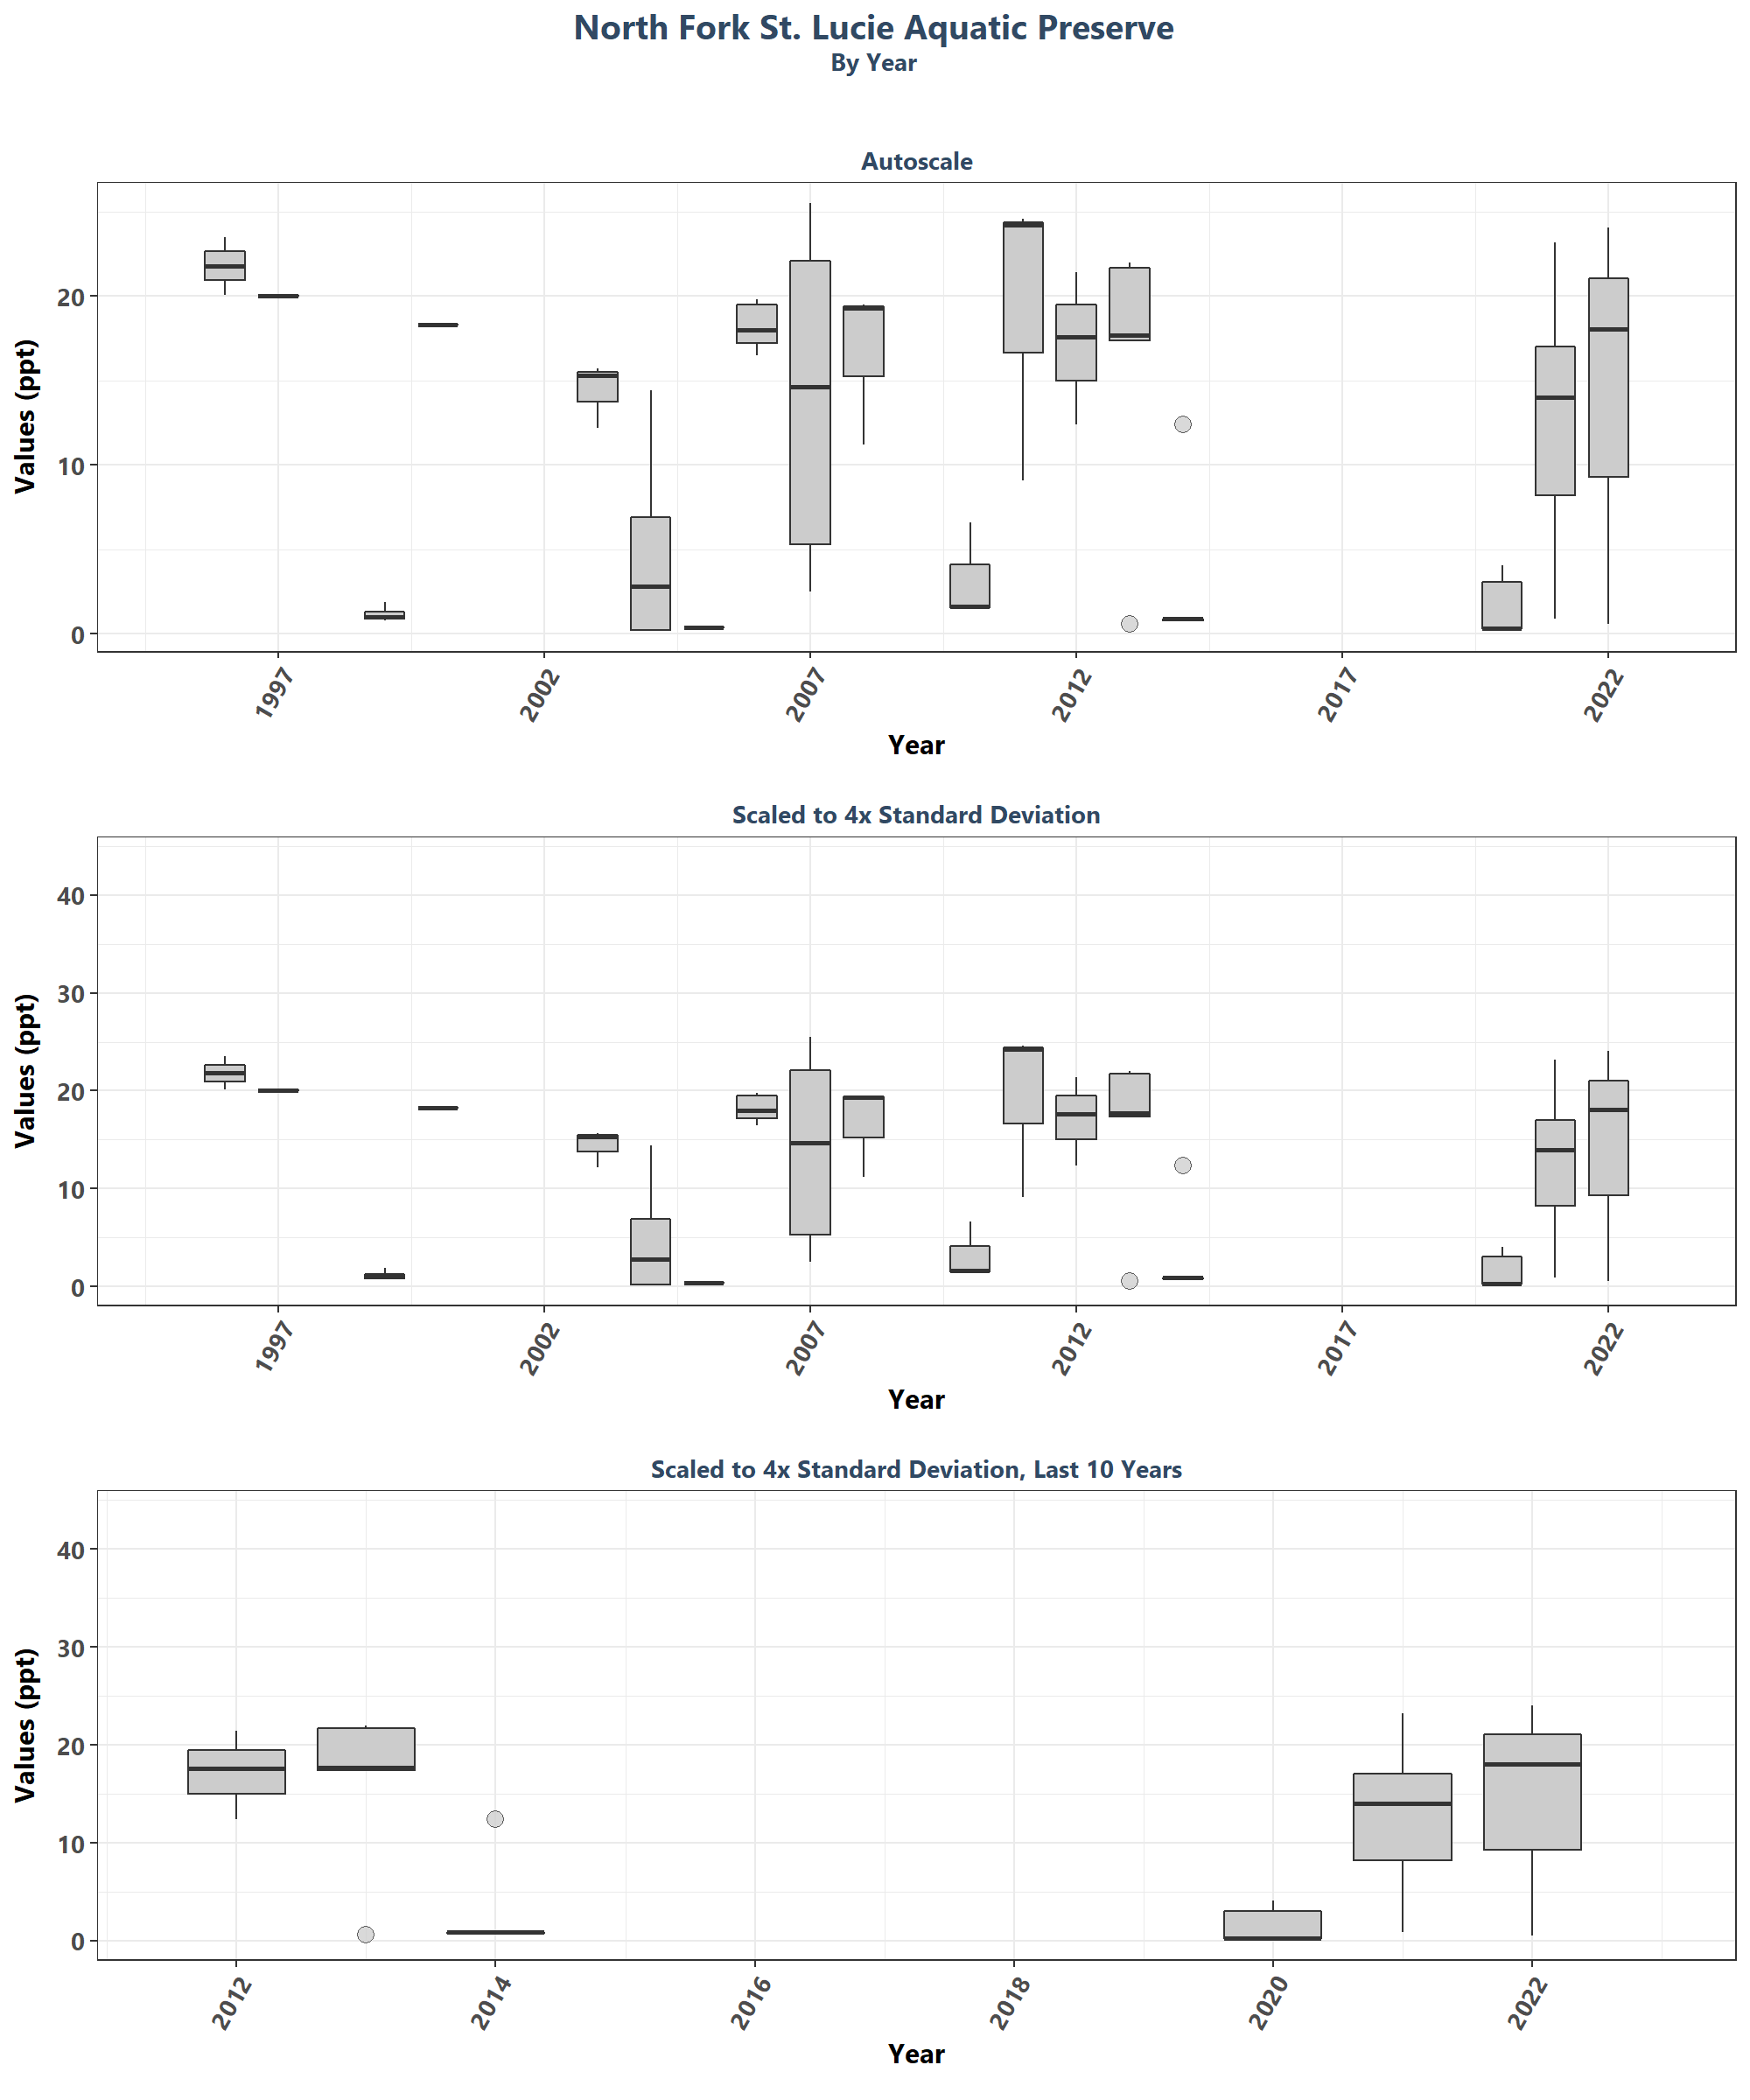 North Fork St. Lucie Aquatic Preserve
By Year
Autoscale
Values (ppt)
20
10
0
1997
2002
2007
2012
2017
2022
Year
Scaled to 4x Standard Deviation
Values (ppt)
40
30
20
10
0
1997
2002
2007
2012
2017
2022
Year
Scaled to 4x Standard Deviation, Last 10 Years
Values (ppt)
40
30
20
10
0
2012
2014
2016
2018
2020
2022
Year